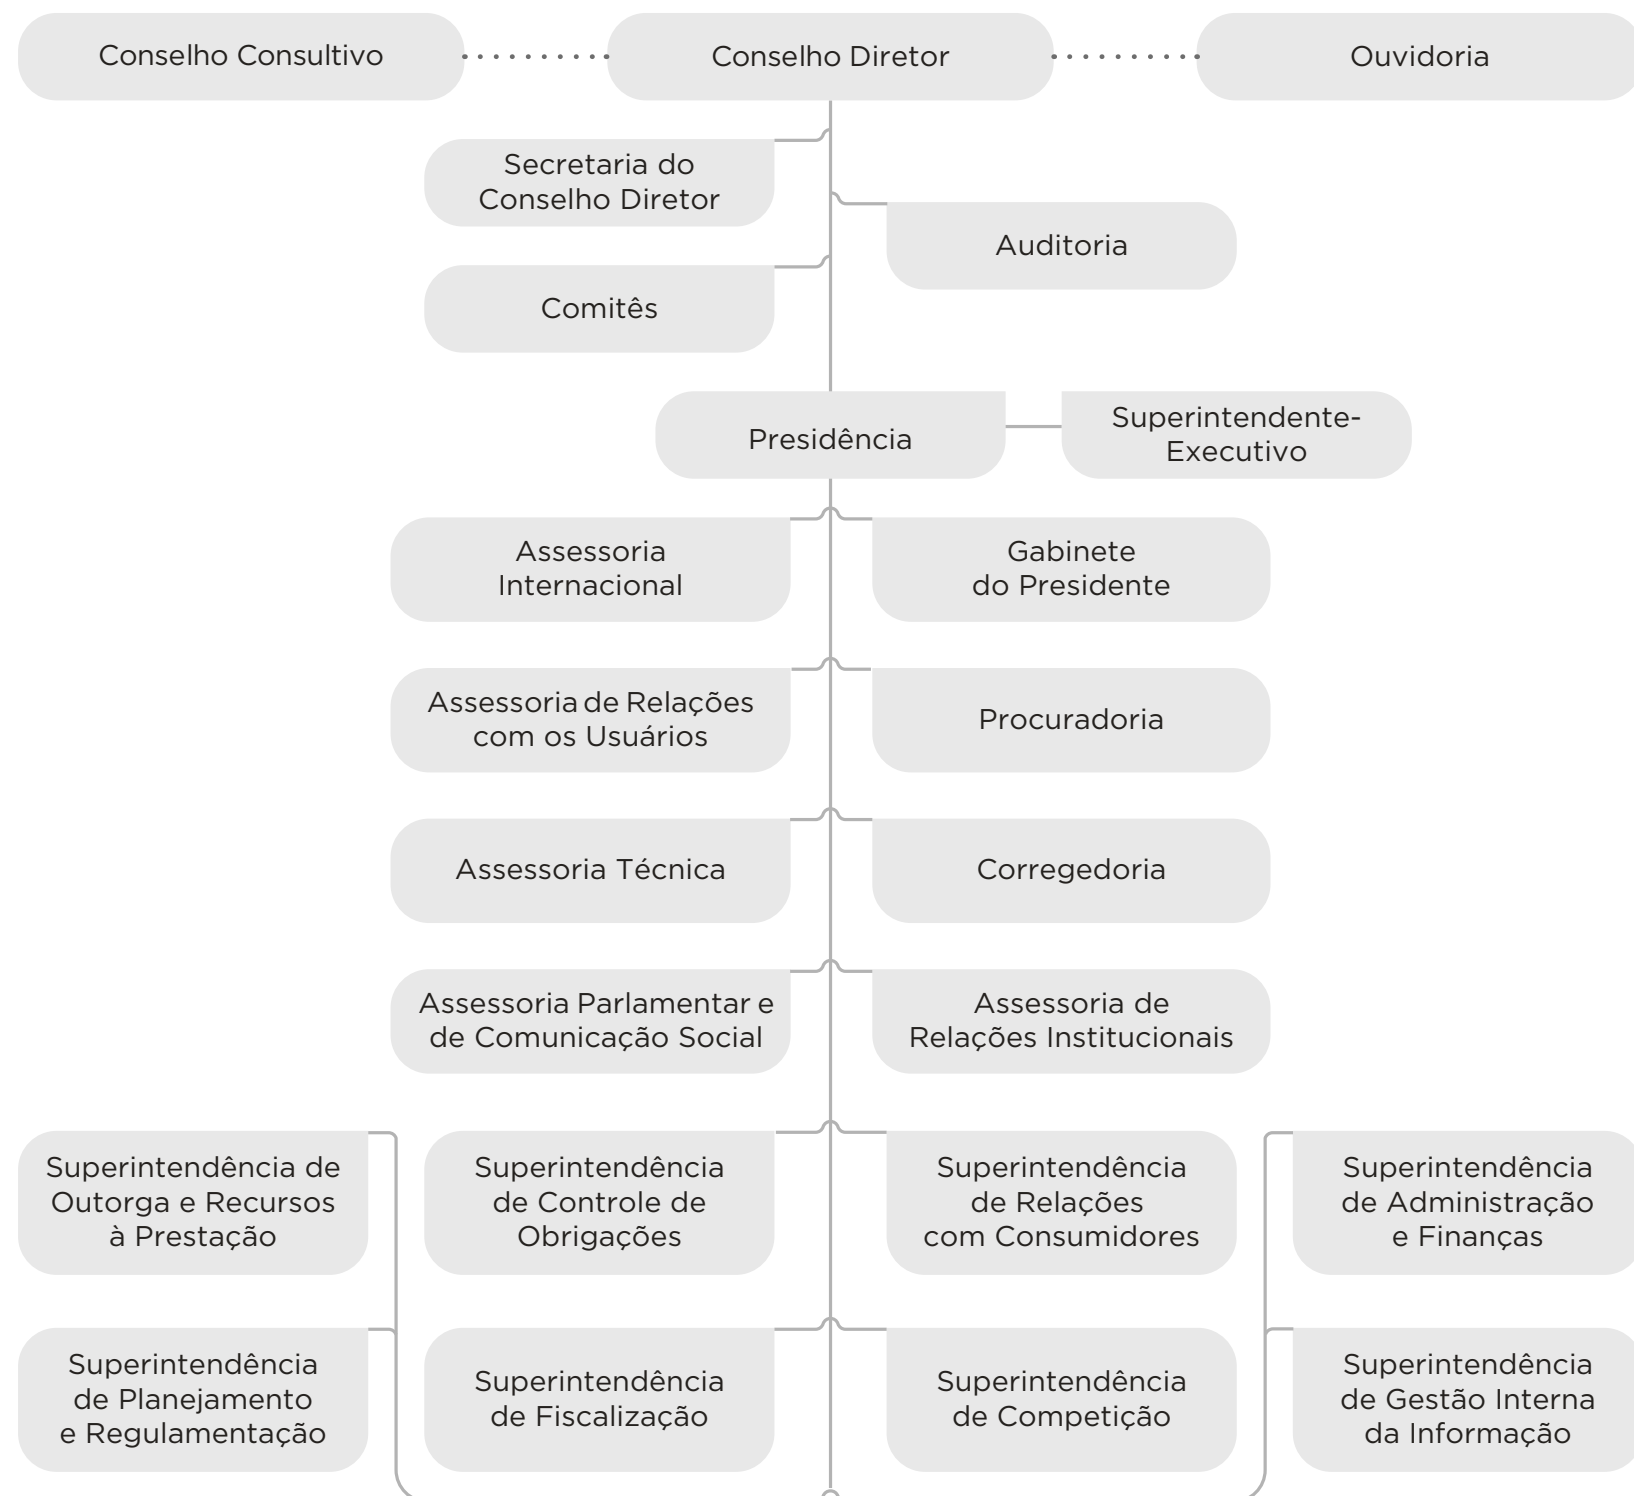 Conselho Consultivo
Conselho Diretor
Ouvidoria
Secretaria do
Conselho Diretor
Auditoria
Comitês
Presidência
Superintendente-
Executivo
Assessoria
Internacional
Gabinete
do Presidente
Assessoria de Relações
com os Usuários
Procuradoria
Assessoria Técnica
Corregedoria
Assessoria Parlamentar e
de Comunicação Social
Assessoria de
Relações Institucionais
Superintendência de
Outorga e Recursos
à Prestação
Superintendência
de Controle de
Obrigações
Superintendência
de Relações
com Consumidores
Superintendência
de Administração
e Finanças
Superintendência
de Planejamento
e Regulamentação
Superintendência
de Fiscalização
Superintendência
de Competição
Superintendência
de Gestão Interna
da Informação